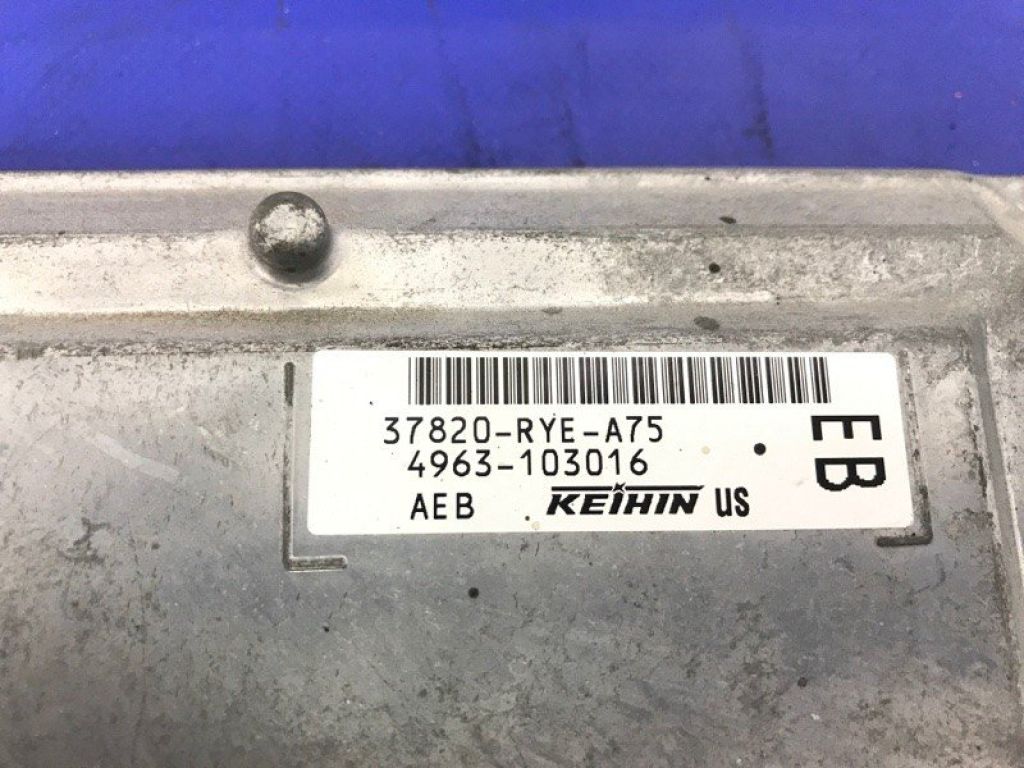 37820-RYE-A75
4963-103016
AEB KEIHIN US
EB